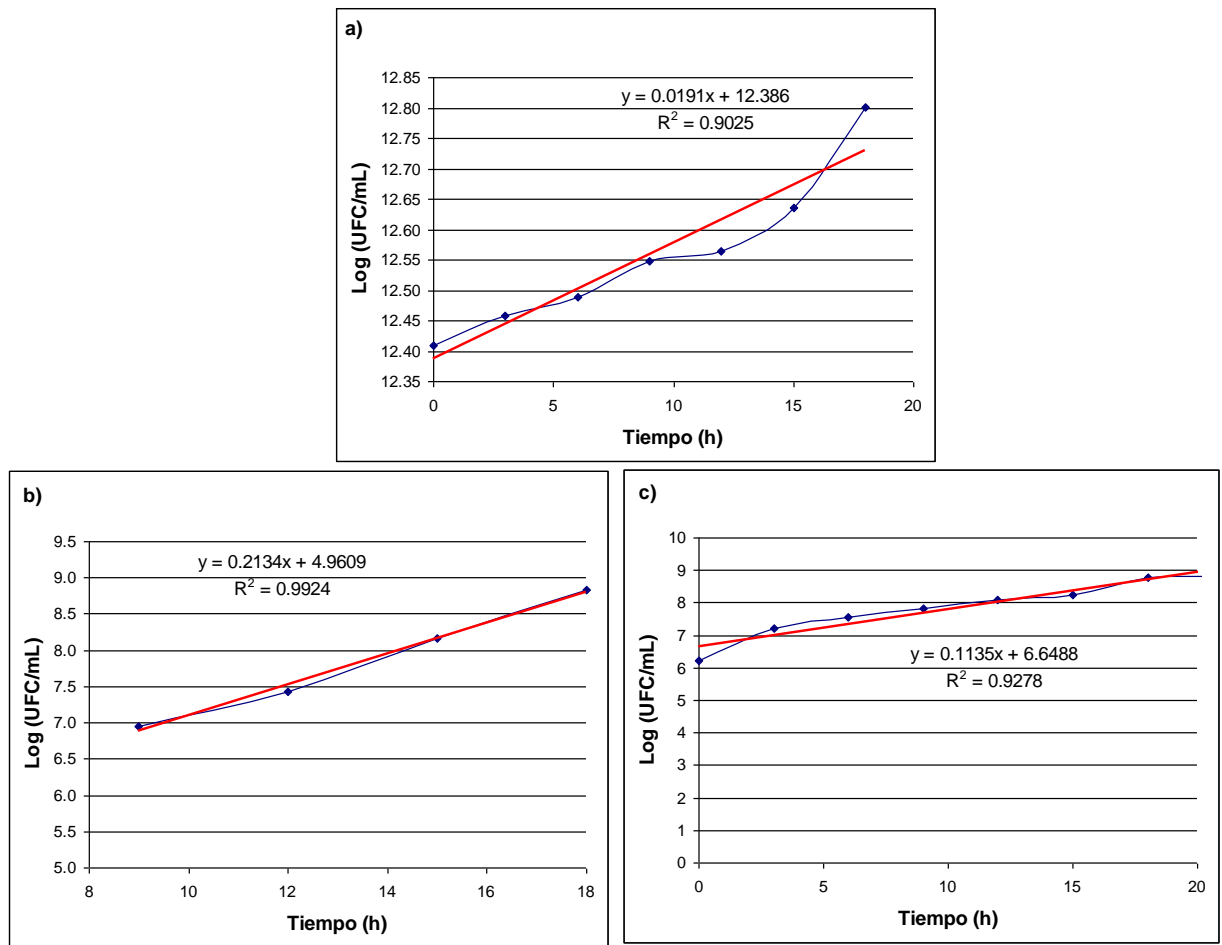 a)
y = 0.0191x + 12.386
R² = 0.9025
12.85
12.80
12.75
12.70
12.65
12.60
12.55
12.50
12.45
12.40
12.35
Log (UFC/mL)
0 5 10 15 20
Tiempo (h)
b)
y = 0.2134x + 4.9609
R² = 0.9924
9.5
9.0
8.5
8.0
7.5
7.0
6.5
6.0
5.5
5.0
Log (UFC/mL)
8 10 12 14 16 18
Tiempo (h)
c)
10
9
8
7
6
5
4
3
2
1
0
Log (UFC/mL)
y = 0.1135x + 6.6488
R² = 0.9278
0 5 10 15 20
Tiempo (h)